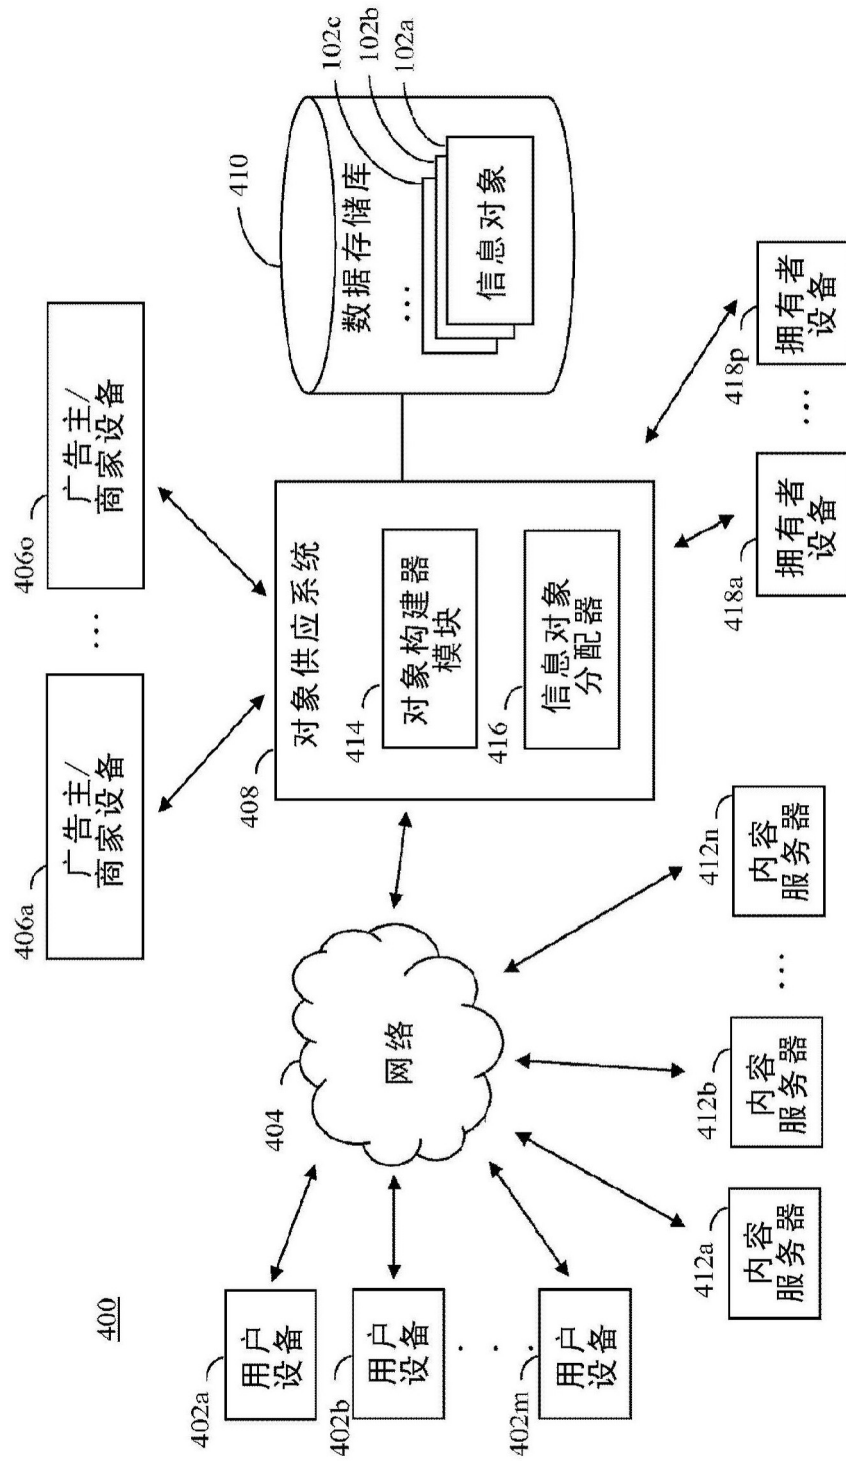 400
406a
广告主/
商家设备
...
406o
广告主/
商家设备
402a
用户
设备
402b
用户
设备
. . .
402m
用户
设备
404
网络
408
对象供应系统
414
对象构建器
模块
416
信息对象
分配器
410
数据存储库
...
102c
102b
102a
信息对象
412a
内容
服务器
412b
内容
服务器
...
412n
内容
服务器
418a
拥有者
设备
...
418p
拥有者
设备